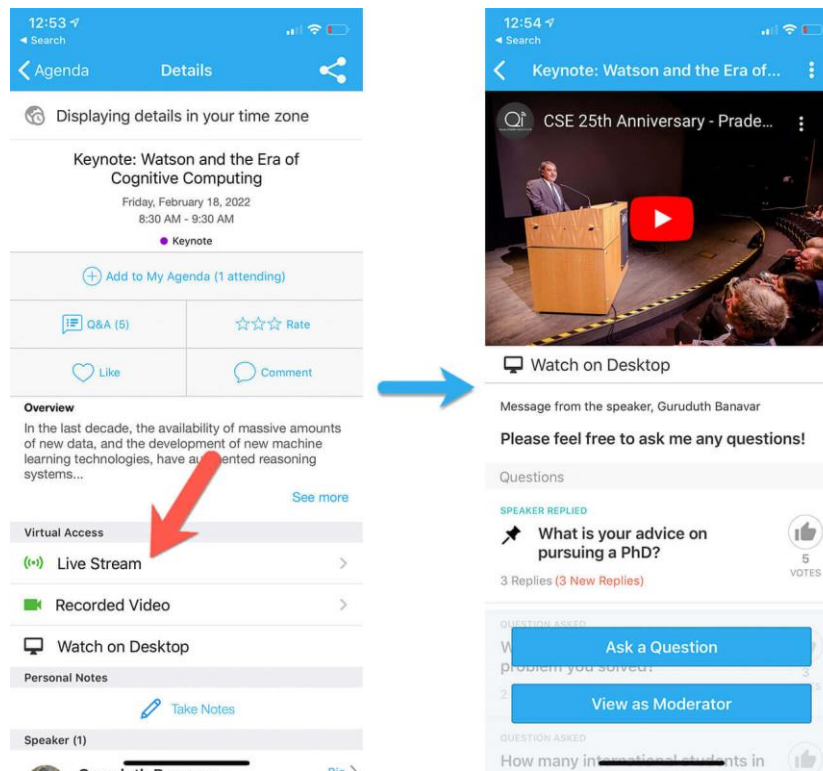 12:53
Search
Agenda
Details
Displaying details in your time zone
Keynote: Watson and the Era of
Cognitive Computing
Friday, February 18, 2022
8:30 AM - 9:30 AM
Keynote
Add to My Agenda (1 attending)
Q&A (5)
Rate
Like
Comment
Overview
In the last decade, the availability of massive amounts
of new data, and the development of new machine
learning technologies, have augmented reasoning
systems...
See more
Virtual Access
Live Stream
Recorded Video
Watch on Desktop
Personal Notes
Take Notes
Speaker (1)
Bio
12:54
Search
Keynote: Watson and the Era of...
Qi
CSE 25th Anniversary - Prade...
Watch on Desktop
Message from the speaker, Guruduth Banavar
Please feel free to ask me any questions!
Questions
SPEAKER REPLIED
What is your advice on
pursuing a PhD?
5
VOTES
3 Replies (3 New Replies)
QUESTION ASKED
Ask a Question
problem you solved?
3
View as Moderator
QUESTION ASKED
How many international students in